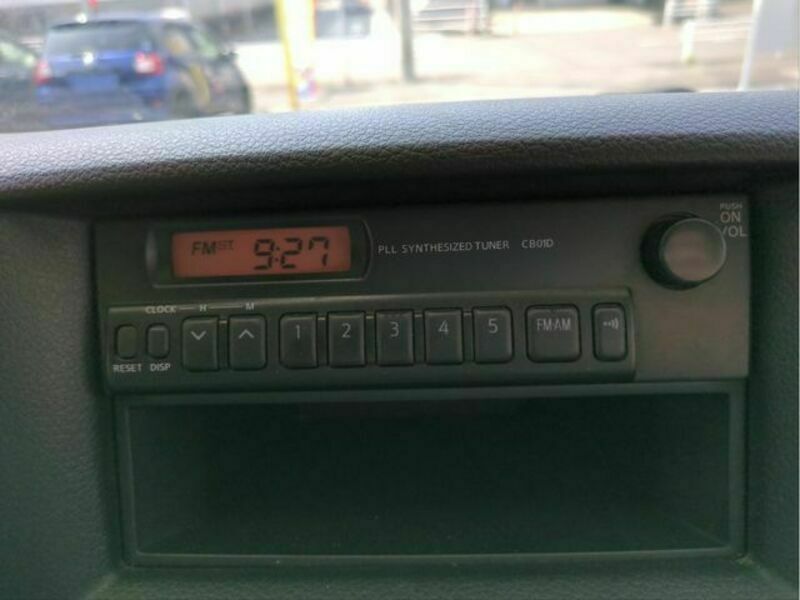 PUSH
ON
VOL
FM ST. 9:27
PLL SYNTHESIZED TUNER CB01D
CLOCK H M
1 2 3 4 5 FM·AM
RESET DISP